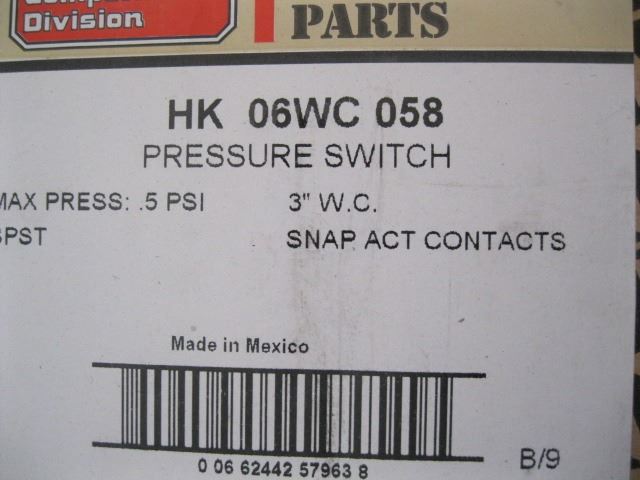 Division
PARTS
HK 06WC 058
PRESSURE SWITCH
MAX PRESS: .5 PSI 3" W.C.
SPST SNAP ACT CONTACTS
Made in Mexico
0 06 62442 57963 8
B/9